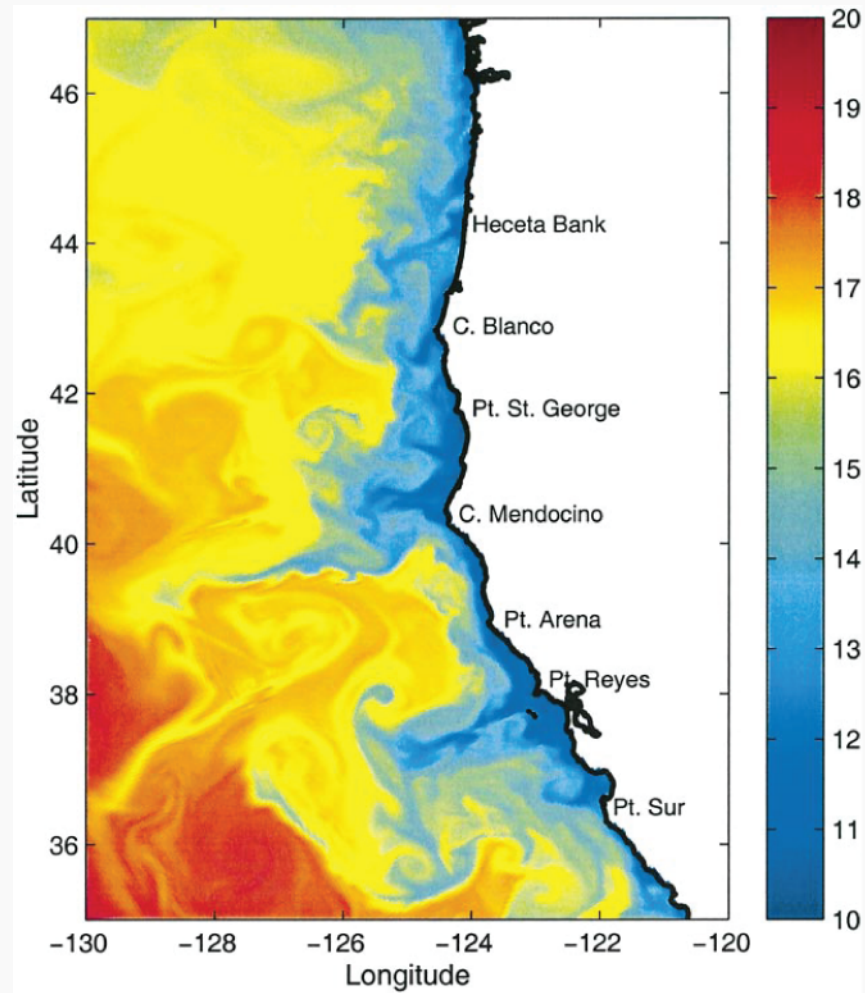 46
44
42
40
38
36
Latitude
−130
−128
−126
−124
−122
−120
Longitude
Heceta Bank
C. Blanco
Pt. St. George
C. Mendocino
Pt. Arena
Pt. Reyes
Pt. Sur
20
19
18
17
16
15
14
13
12
11
10